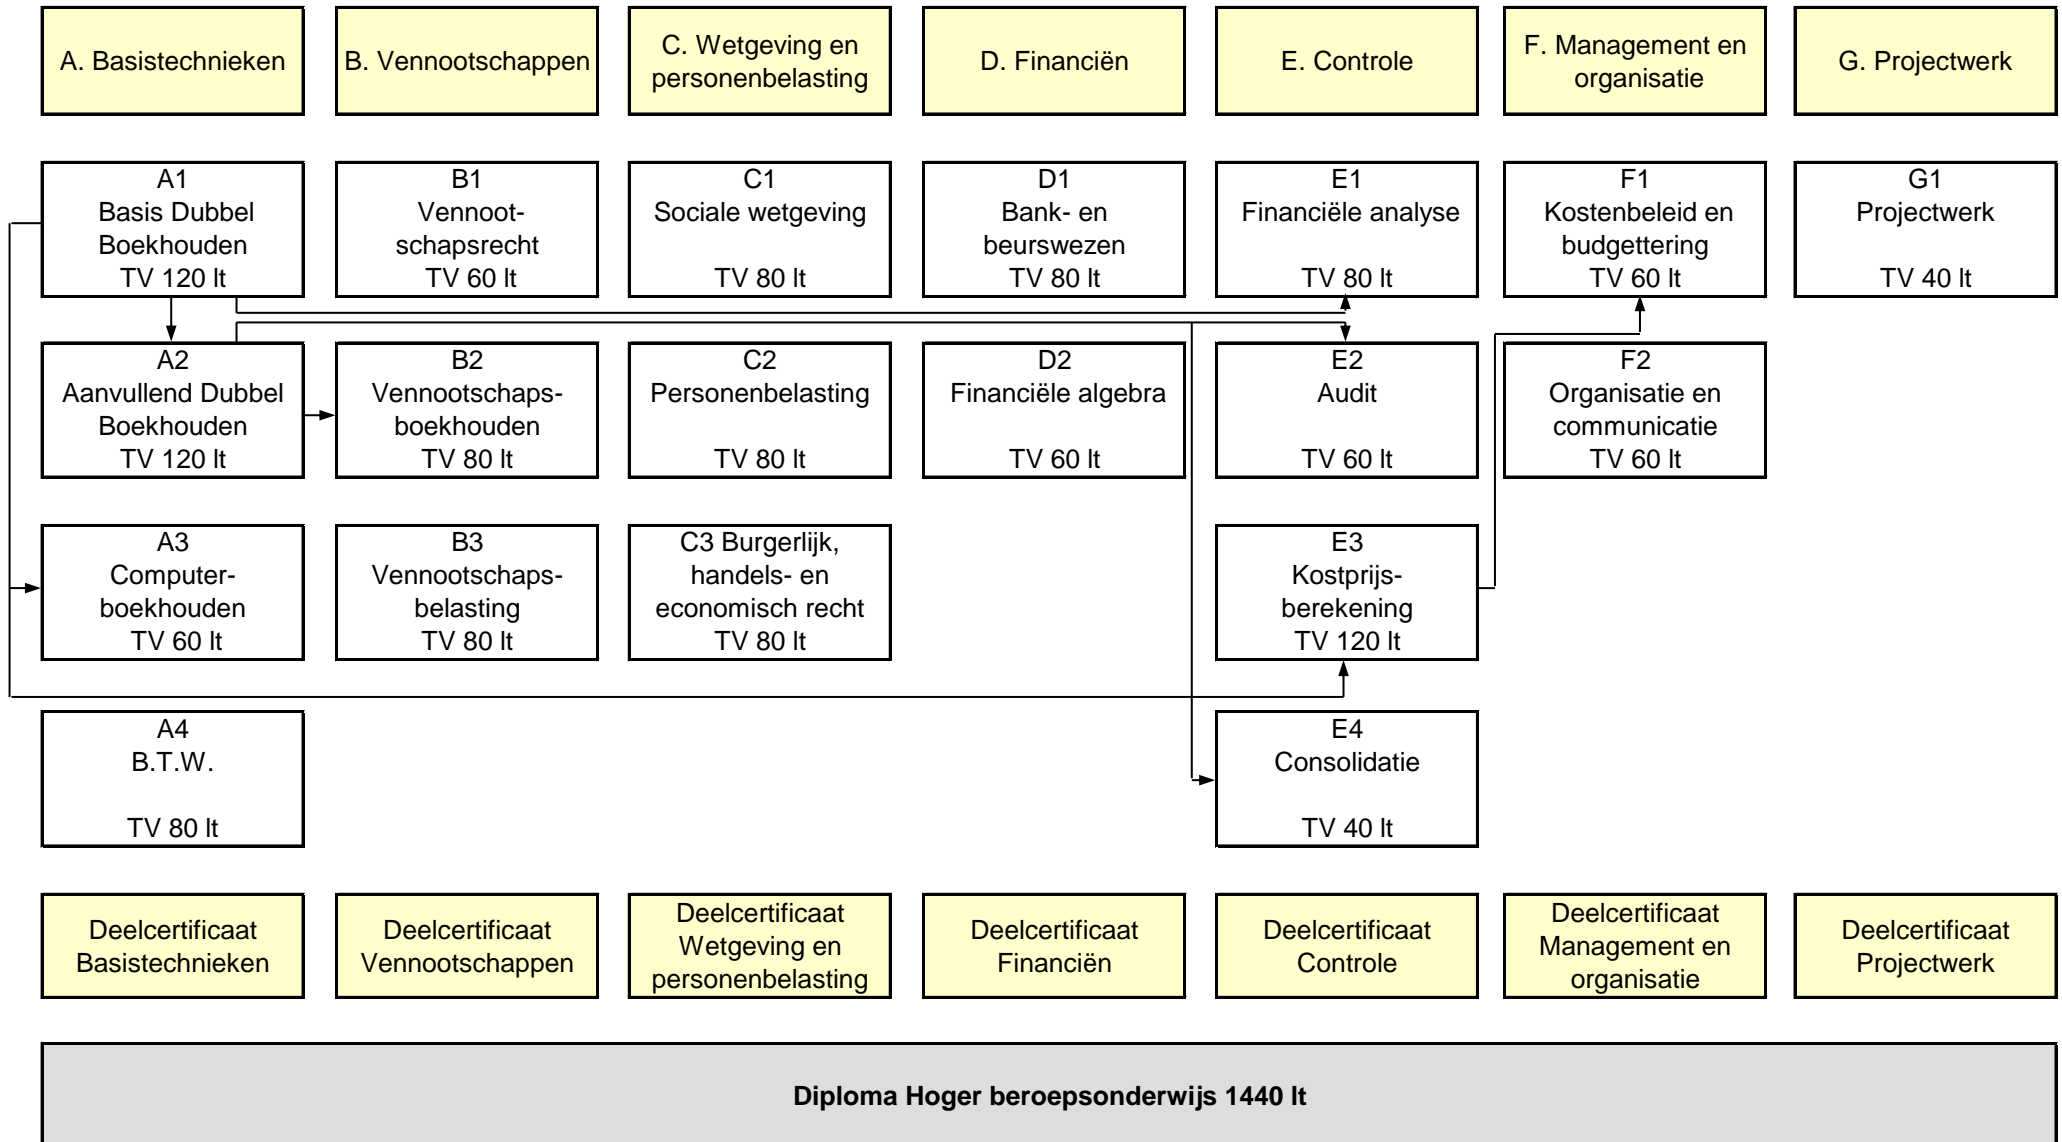 A. Basistechnieken
B. Vennootschappen
C. Wetgeving en
personenbelasting
D. Financiën
E. Controle
F. Management en
organisatie
G. Projectwerk
A1
Basis Dubbel
Boekhouden
TV 120 lt
B1
Vennoot-
schapsrecht
TV 60 lt
C1
Sociale wetgeving
TV 80 lt
D1
Bank- en
beurswezen
TV 80 lt
E1
Financiële analyse
TV 80 lt
F1
Kostenbeleid en
budgettering
TV 60 lt
G1
Projectwerk
TV 40 lt
A2
Aanvullend Dubbel
Boekhouden
TV 120 lt
B2
Vennootschaps-
boekhouden
TV 80 lt
C2
Personenbelasting
TV 80 lt
D2
Financiële algebra
TV 60 lt
E2
Audit
TV 60 lt
F2
Organisatie en
communicatie
TV 60 lt
A3
Computer-
boekhouden
TV 60 lt
B3
Vennootschaps-
belasting
TV 80 lt
C3 Burgerlijk,
handels- en
economisch recht
TV 80 lt
E3
Kostprijs-
berekening
TV 120 lt
A4
B.T.W.
TV 80 lt
E4
Consolidatie
TV 40 lt
Deelcertificaat
Basistechnieken
Deelcertificaat
Vennootschappen
Deelcertificaat
Wetgeving en
personenbelasting
Deelcertificaat
Financiën
Deelcertificaat
Controle
Deelcertificaat
Management en
organisatie
Deelcertificaat
Projectwerk
Diploma Hoger beroepsonderwijs 1440 lt